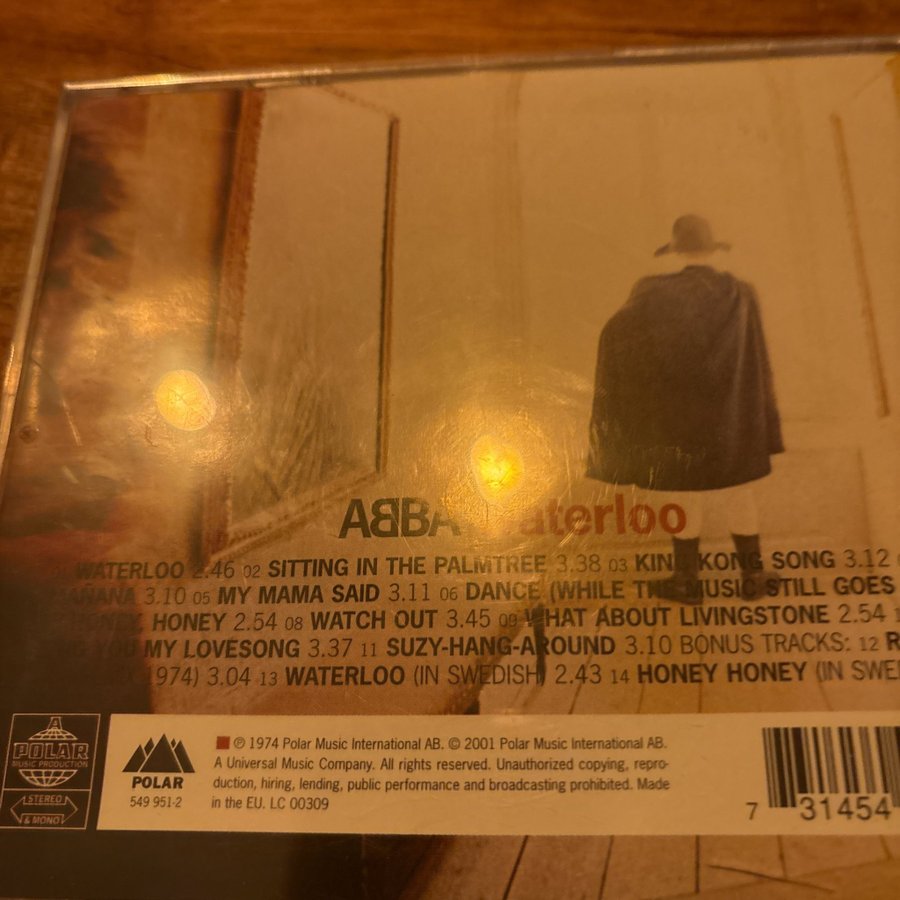 ABBA Waterloo
WATERLOO 2.46 02 SITTING IN THE PALMTREE 3.38 03 KING KONG SONG 3.12
3.10 05 MY MAMA SAID 3.11 06 DANCE (WHILE THE MUSIC STILL GOES
HONEY, HONEY 2.54 08 WATCH OUT 3.45 09 WHAT ABOUT LIVINGSTONE 2.54
YOU MY LOVESONG 3.37 11 SUZY-HANG-AROUND 3.10 BONUS TRACKS: 12
1974) 3.04 13 WATERLOO (IN SWEDISH) 2.43 14 HONEY HONEY (IN SWE
A
POLAR
MUSIC PRODUCTION
STEREO
& MONO
POLAR
549 951-2
℗ 1974 Polar Music International AB. © 2001 Polar Music International AB.
A Universal Music Company. All rights reserved. Unauthorized copying, repro-
duction, hiring, lending, public performance and broadcasting prohibited. Made
in the EU. LC 00309
7 31454